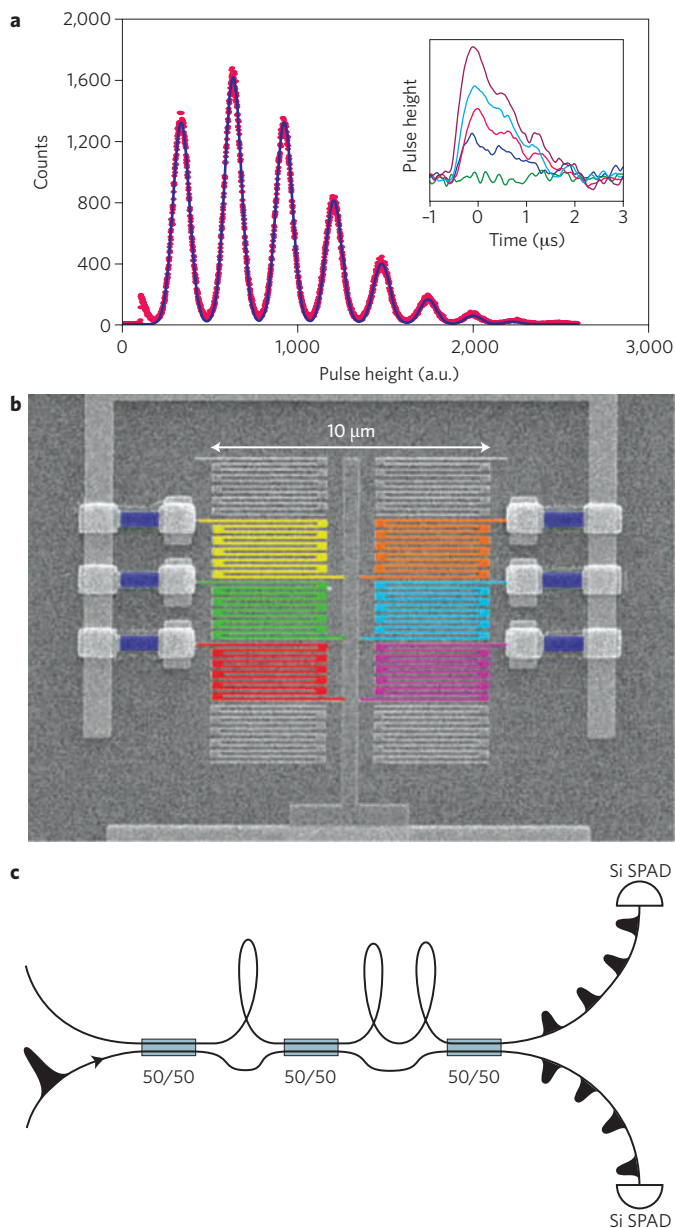 a
2,000
1,600
1,200
800
400
0
Counts
0
1,000
2,000
3,000
Pulse height (a.u.)
Pulse height
-1
0
1
2
3
Time (μs)
b
10 μm
c
Si SPAD
50/50
50/50
50/50
Si SPAD